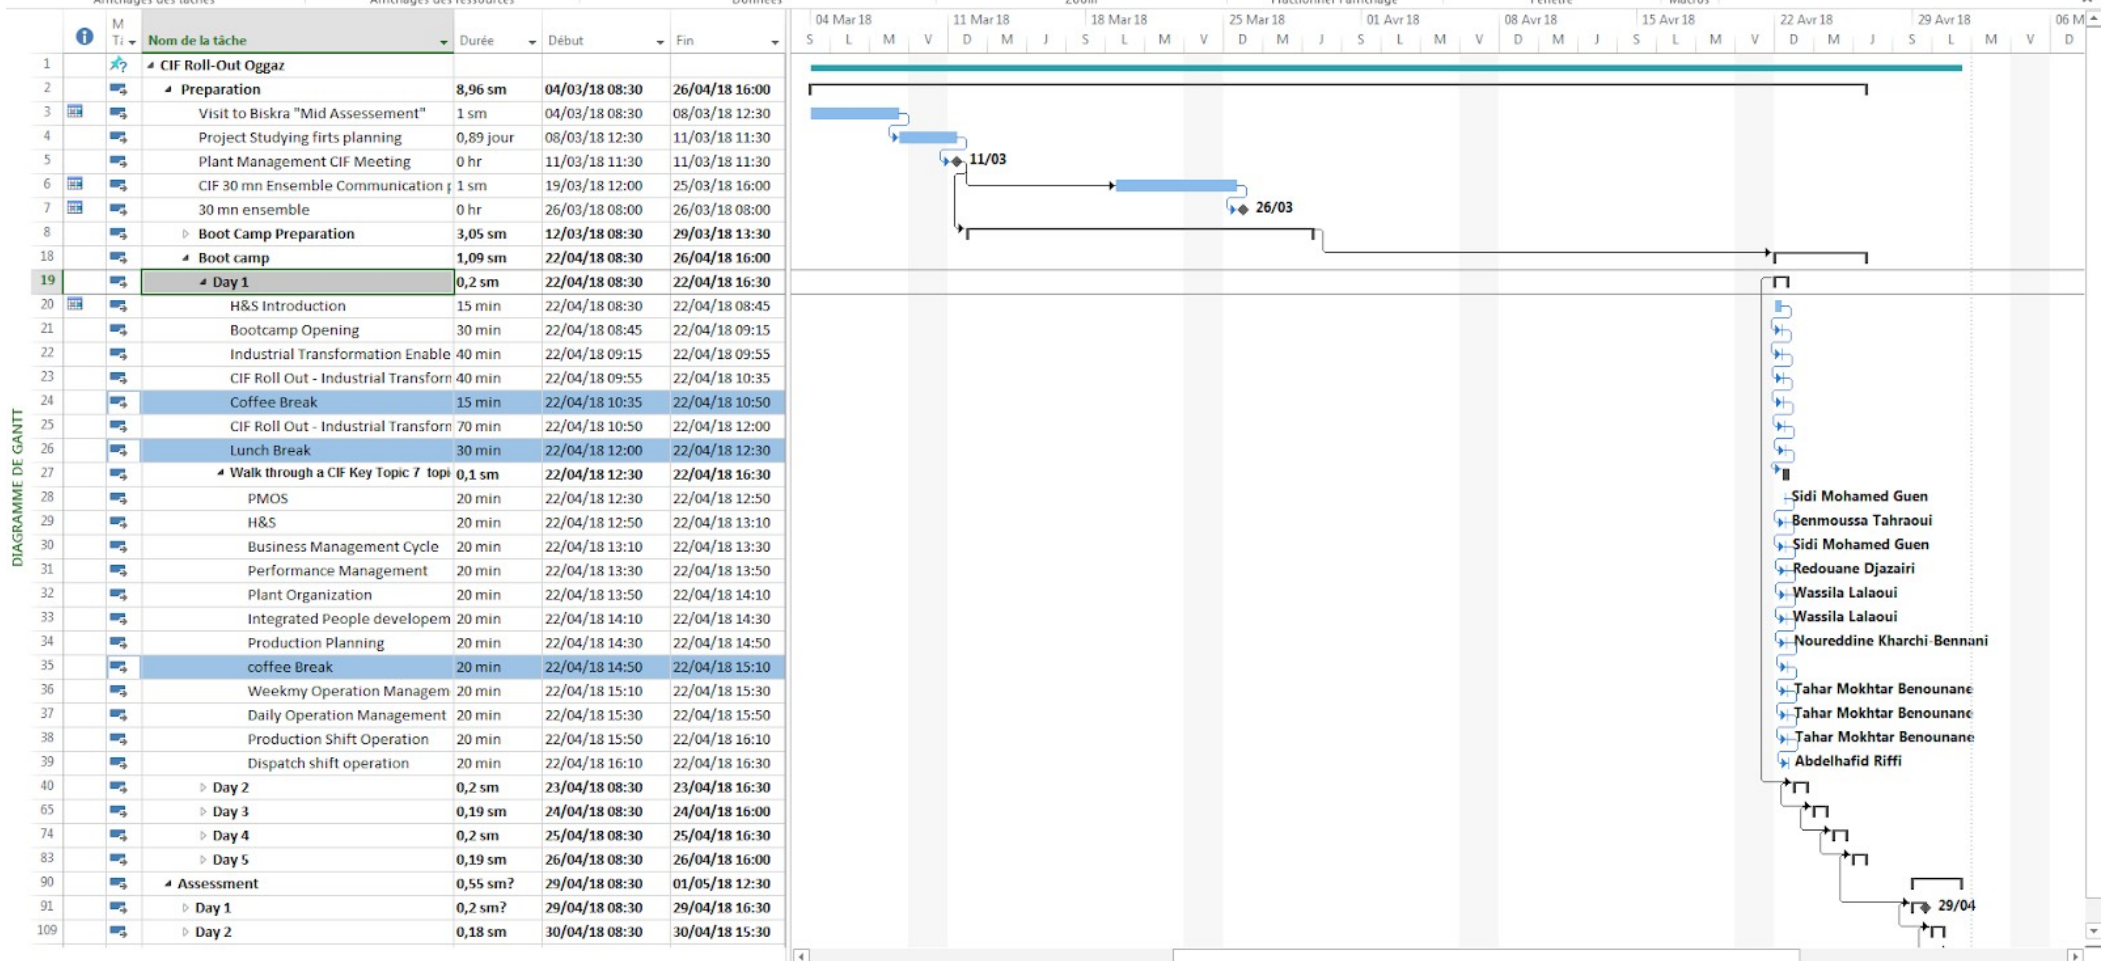 Affichages des tâches Affichages des ressources Données Zoom Fractionner l'affichage Fenêtre Macros
04 Mar 18 11 Mar 18 18 Mar 18 25 Mar 18 01 Avr 18 08 Avr 18 15 Avr 18 22 Avr 18 29 Avr 18 06 M
M
Ti Nom de la tâche Durée Début Fin
S L M V D M J S L M V D M J S L M V D M J S L M V D M J S L M V D
DIAGRAMME DE GANTT
1 CIF Roll-Out Oggaz
2 Preparation 8,96 sm 04/03/18 08:30 26/04/18 16:00
3 Visit to Biskra "Mid Assessement" 1 sm 04/03/18 08:30 08/03/18 12:30
4 Project Studying firts planning 0,89 jour 08/03/18 12:30 11/03/18 11:30
5 Plant Management CIF Meeting 0 hr 11/03/18 11:30 11/03/18 11:30 11/03
6 CIF 30 mn Ensemble Communication p 1 sm 19/03/18 12:00 25/03/18 16:00
7 30 mn ensemble 0 hr 26/03/18 08:00 26/03/18 08:00 26/03
8 Boot Camp Preparation 3,05 sm 12/03/18 08:30 29/03/18 13:30
18 Boot camp 1,09 sm 22/04/18 08:30 26/04/18 16:00
19 Day 1 0,2 sm 22/04/18 08:30 22/04/18 16:30
20 H&S Introduction 15 min 22/04/18 08:30 22/04/18 08:45
21 Bootcamp Opening 30 min 22/04/18 08:45 22/04/18 09:15
22 Industrial Transformation Enable 40 min 22/04/18 09:15 22/04/18 09:55
23 CIF Roll Out - Industrial Transform 40 min 22/04/18 09:55 22/04/18 10:35
24 Coffee Break 15 min 22/04/18 10:35 22/04/18 10:50
25 CIF Roll Out - Industrial Transform 70 min 22/04/18 10:50 22/04/18 12:00
26 Lunch Break 30 min 22/04/18 12:00 22/04/18 12:30
27 Walk through a CIF Key Topic 7 topi 0,1 sm 22/04/18 12:30 22/04/18 16:30
28 PMOS 20 min 22/04/18 12:30 22/04/18 12:50 Sidi Mohamed Guen
29 H&S 20 min 22/04/18 12:50 22/04/18 13:10 Benmoussa Tahraoui
30 Business Management Cycle 20 min 22/04/18 13:10 22/04/18 13:30 Sidi Mohamed Guen
31 Performance Management 20 min 22/04/18 13:30 22/04/18 13:50 Redouane Djazairi
32 Plant Organization 20 min 22/04/18 13:50 22/04/18 14:10 Wassila Lalaoui
33 Integrated People developem 20 min 22/04/18 14:10 22/04/18 14:30 Wassila Lalaoui
34 Production Planning 20 min 22/04/18 14:30 22/04/18 14:50 Noureddine Kharchi-Bennani
35 coffee Break 20 min 22/04/18 14:50 22/04/18 15:10
36 Weekmy Operation Managem 20 min 22/04/18 15:10 22/04/18 15:30 Tahar Mokhtar Benounane
37 Daily Operation Management 20 min 22/04/18 15:30 22/04/18 15:50 Tahar Mokhtar Benounane
38 Production Shift Operation 20 min 22/04/18 15:50 22/04/18 16:10 Tahar Mokhtar Benounane
39 Dispatch shift operation 20 min 22/04/18 16:10 22/04/18 16:30 Abdelhafid Riffi
40 Day 2 0,2 sm 23/04/18 08:30 23/04/18 16:30
65 Day 3 0,19 sm 24/04/18 08:30 24/04/18 16:00
74 Day 4 0,2 sm 25/04/18 08:30 25/04/18 16:30
83 Day 5 0,19 sm 26/04/18 08:30 26/04/18 16:00
90 Assessment 0,55 sm? 29/04/18 08:30 01/05/18 12:30
91 Day 1 0,2 sm? 29/04/18 08:30 29/04/18 16:30 29/04
109 Day 2 0,18 sm 30/04/18 08:30 30/04/18 15:30